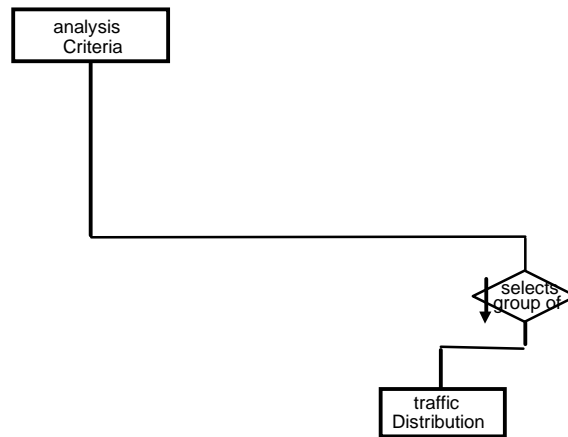 analysis
Criteria
selects
group of
traffic
Distribution